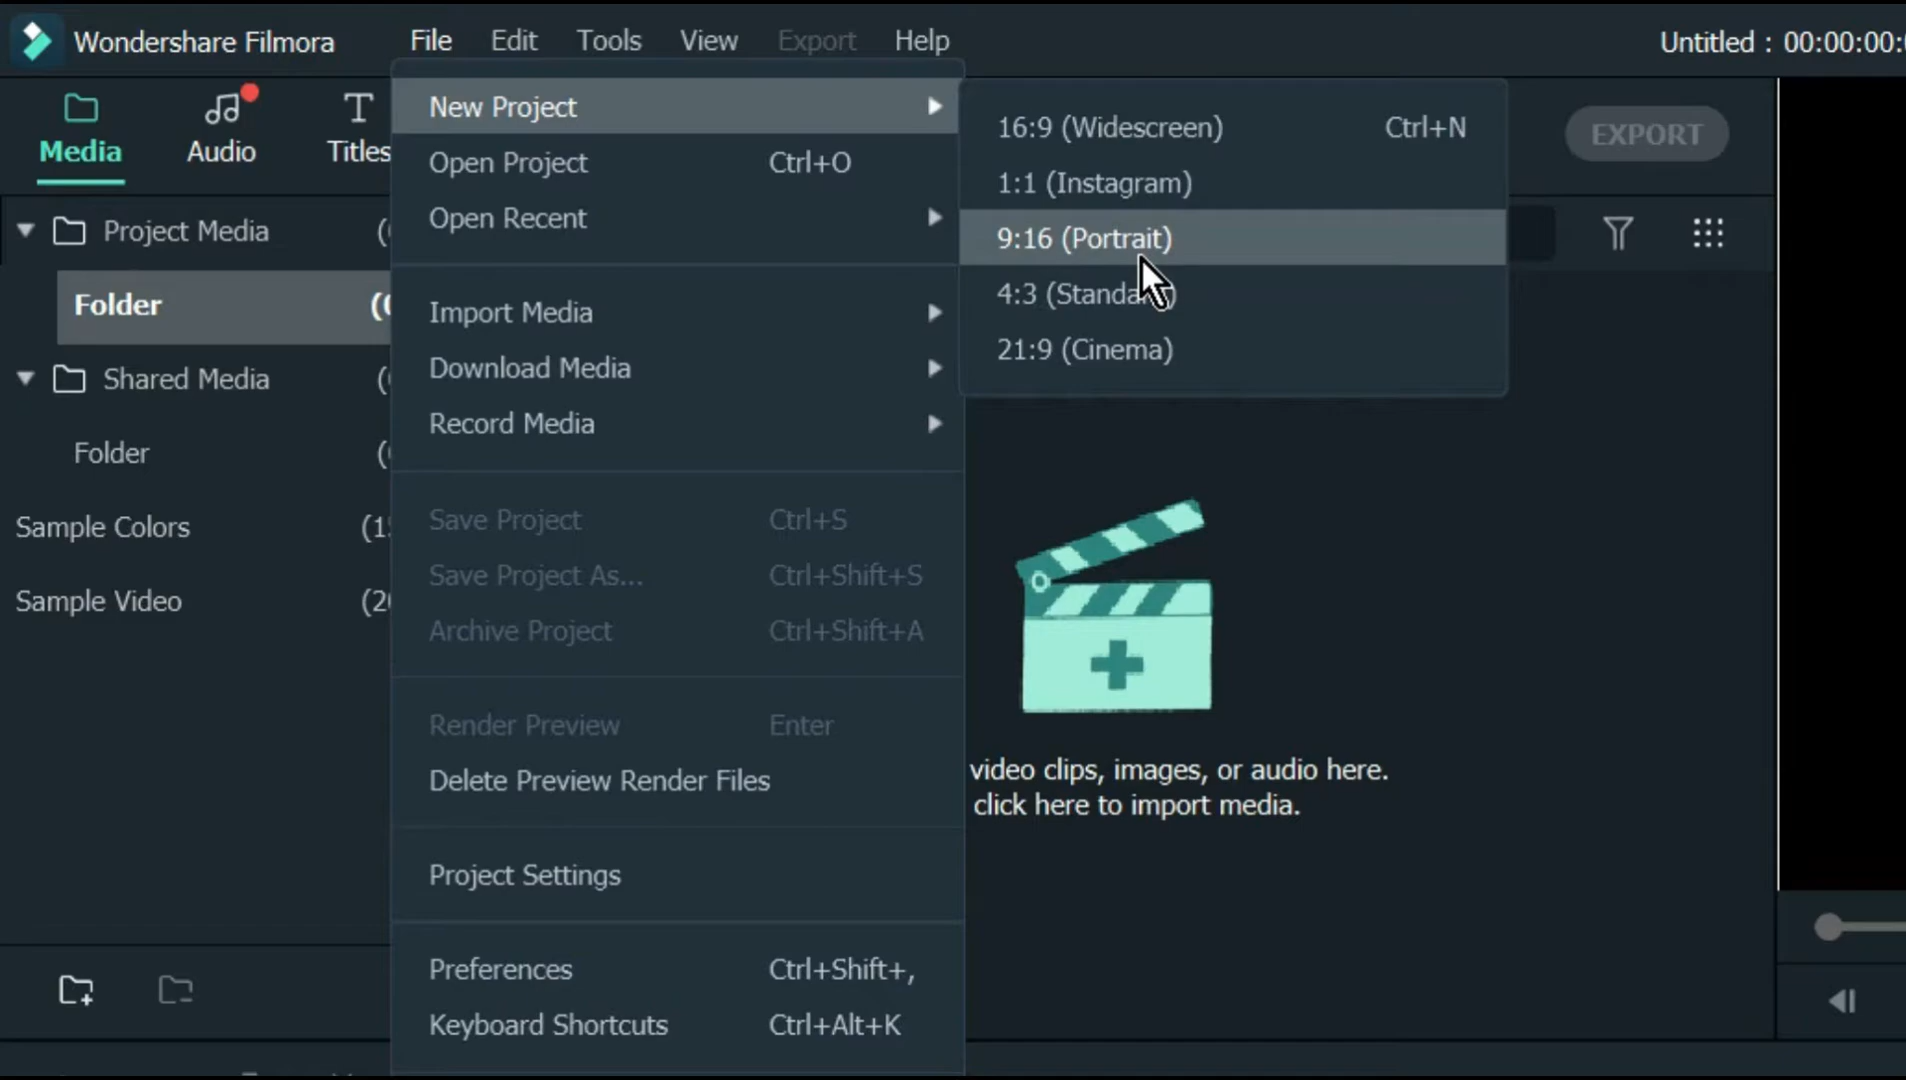 Wondershare Filmora
File Edit Tools View Export Help
Untitled : 00:00:00:
Media
Audio
Titles
EXPORT
Project Media
Folder
Shared Media
Folder
Sample Colors
Sample Video
New Project
Open Project Ctrl+O
Open Recent
Import Media
Download Media
Record Media
Save Project Ctrl+S
Save Project As... Ctrl+Shift+S
Archive Project Ctrl+Shift+A
Render Preview Enter
Delete Preview Render Files
Project Settings
Preferences Ctrl+Shift+,
Keyboard Shortcuts Ctrl+Alt+K
16:9 (Widescreen) Ctrl+N
1:1 (Instagram)
9:16 (Portrait)
4:3
21:9 (Cinema)
video clips, images, or audio here.
click here to import media.